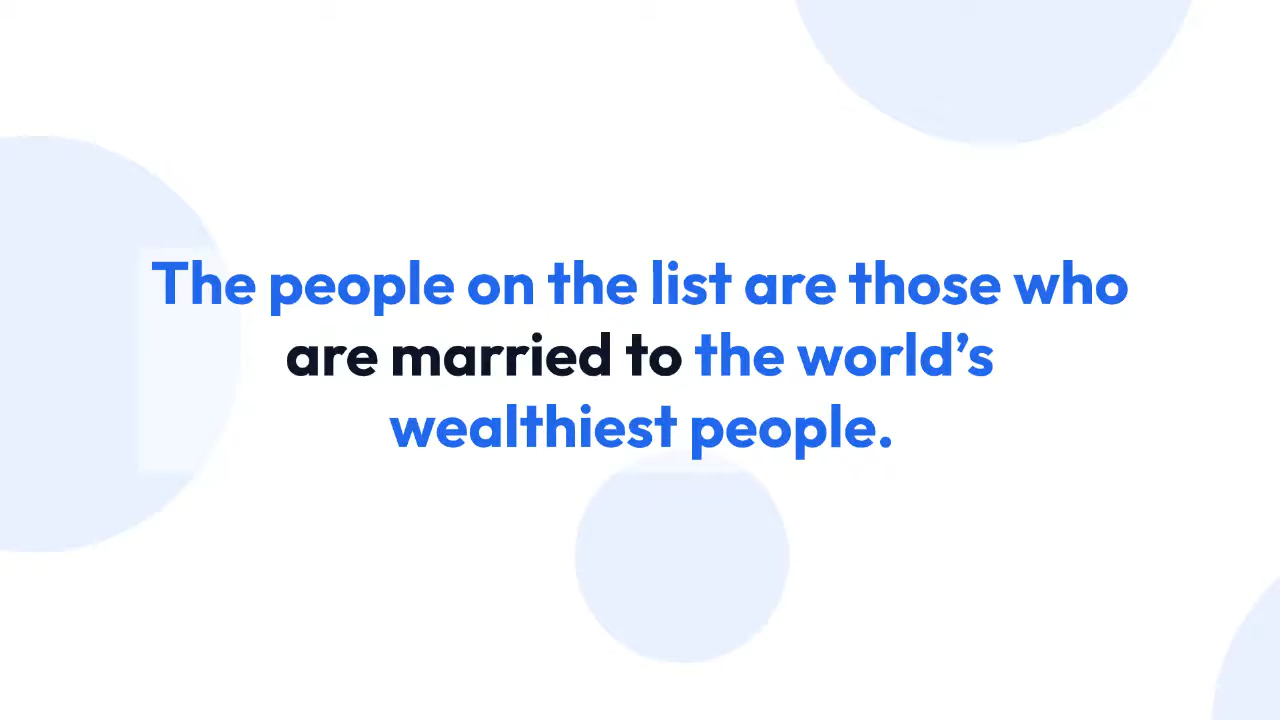 The people on the list are those who
are married to the world’s
wealthiest people.